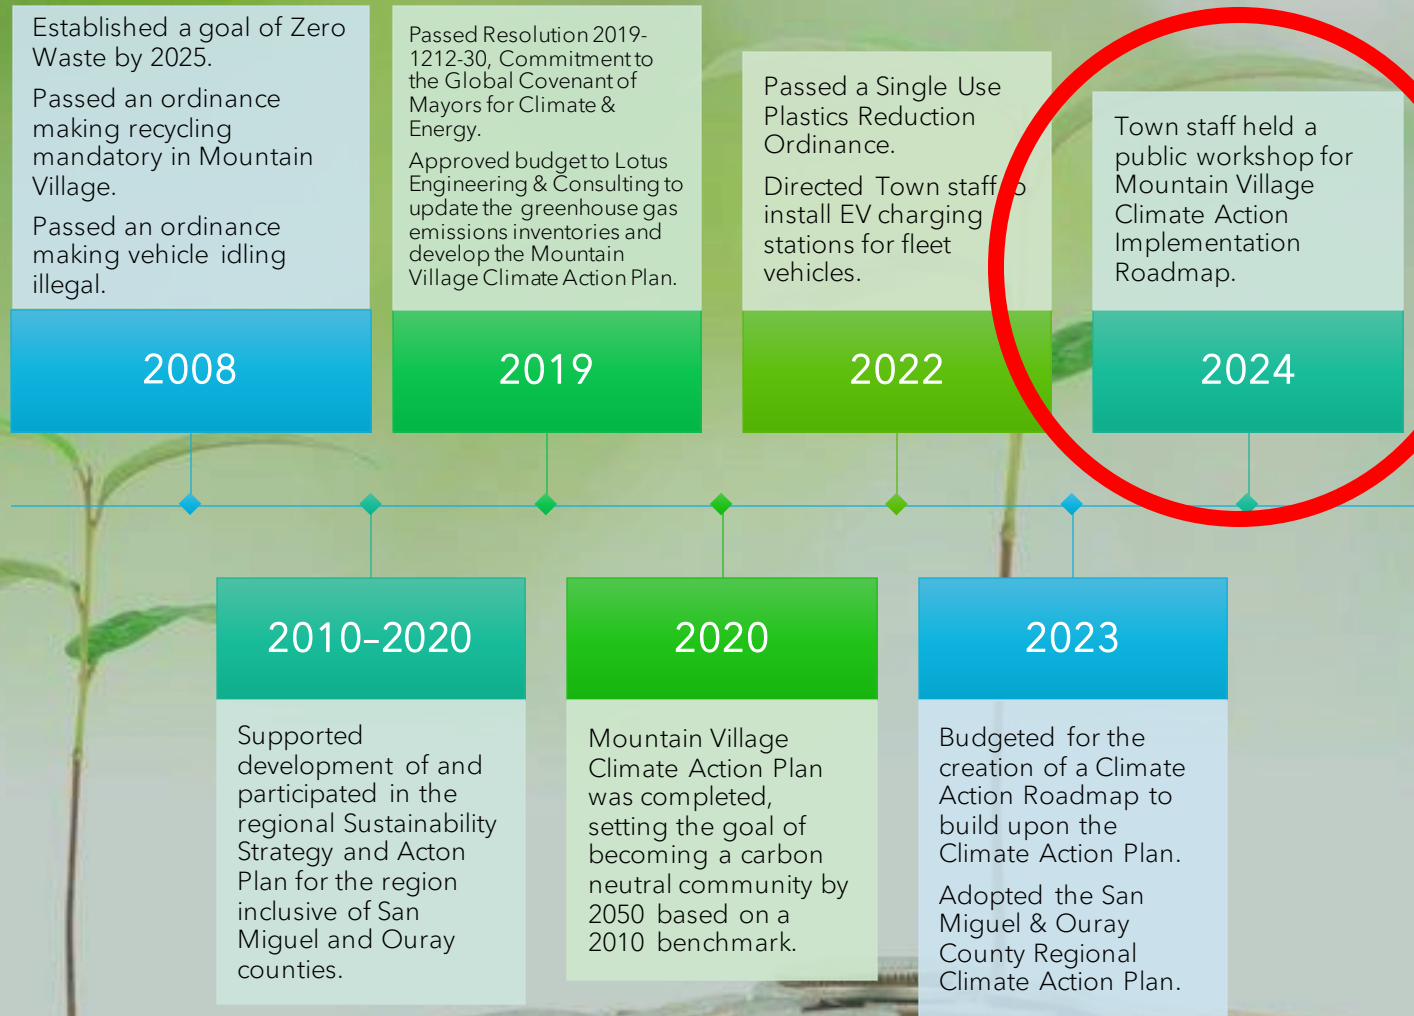 Established a goal of Zero
Waste by 2025.
Passed an ordinance
making recycling
mandatory in Mountain
Village.
Passed an ordinance
making vehicle idling
illegal.
2008
Passed Resolution 2019-
1212-30, Commitment to
the Global Covenant of
Mayors for Climate &
Energy.
Approved budget to Lotus
Engineering & Consulting to
update the greenhouse gas
emissions inventories and
develop the Mountain
Village Climate Action Plan.
2019
Passed a Single Use
Plastics Reduction
Ordinance.
Directed Town staff
install EV charging
stations for fleet
vehicles.
2022
Town staff held a
public workshop for
Mountain Village
Climate Action
Implementation
Roadmap.
2024
2010–2020
Supported
development of and
participated in the
regional Sustainability
Strategy and Acton
Plan for the region
inclusive of San
Miguel and Ouray
counties.
2020
Mountain Village
Climate Action Plan
was completed,
setting the goal of
becoming a carbon
neutral community by
2050 based on a
2010 benchmark.
2023
Budgeted for the
creation of a Climate
Action Roadmap to
build upon the
Climate Action Plan.
Adopted the San
Miguel & Ouray
County Regional
Climate Action Plan.